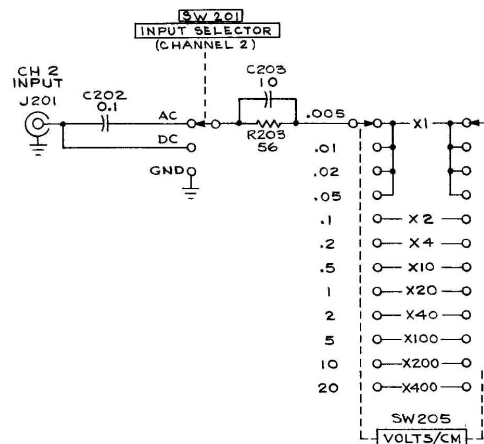 SW 201
INPUT SELECTOR
(CHANNEL 2)
CH 2
INPUT
J201
C202
0.1
AC
DC
GND
C203
10
R203
56
.005
X1
.01
.02
.05
.1
X2
.2
X4
.5
X10
1
X20
2
X40
5
X100
10
X200
20
X400
SW205
VOLTS/CM